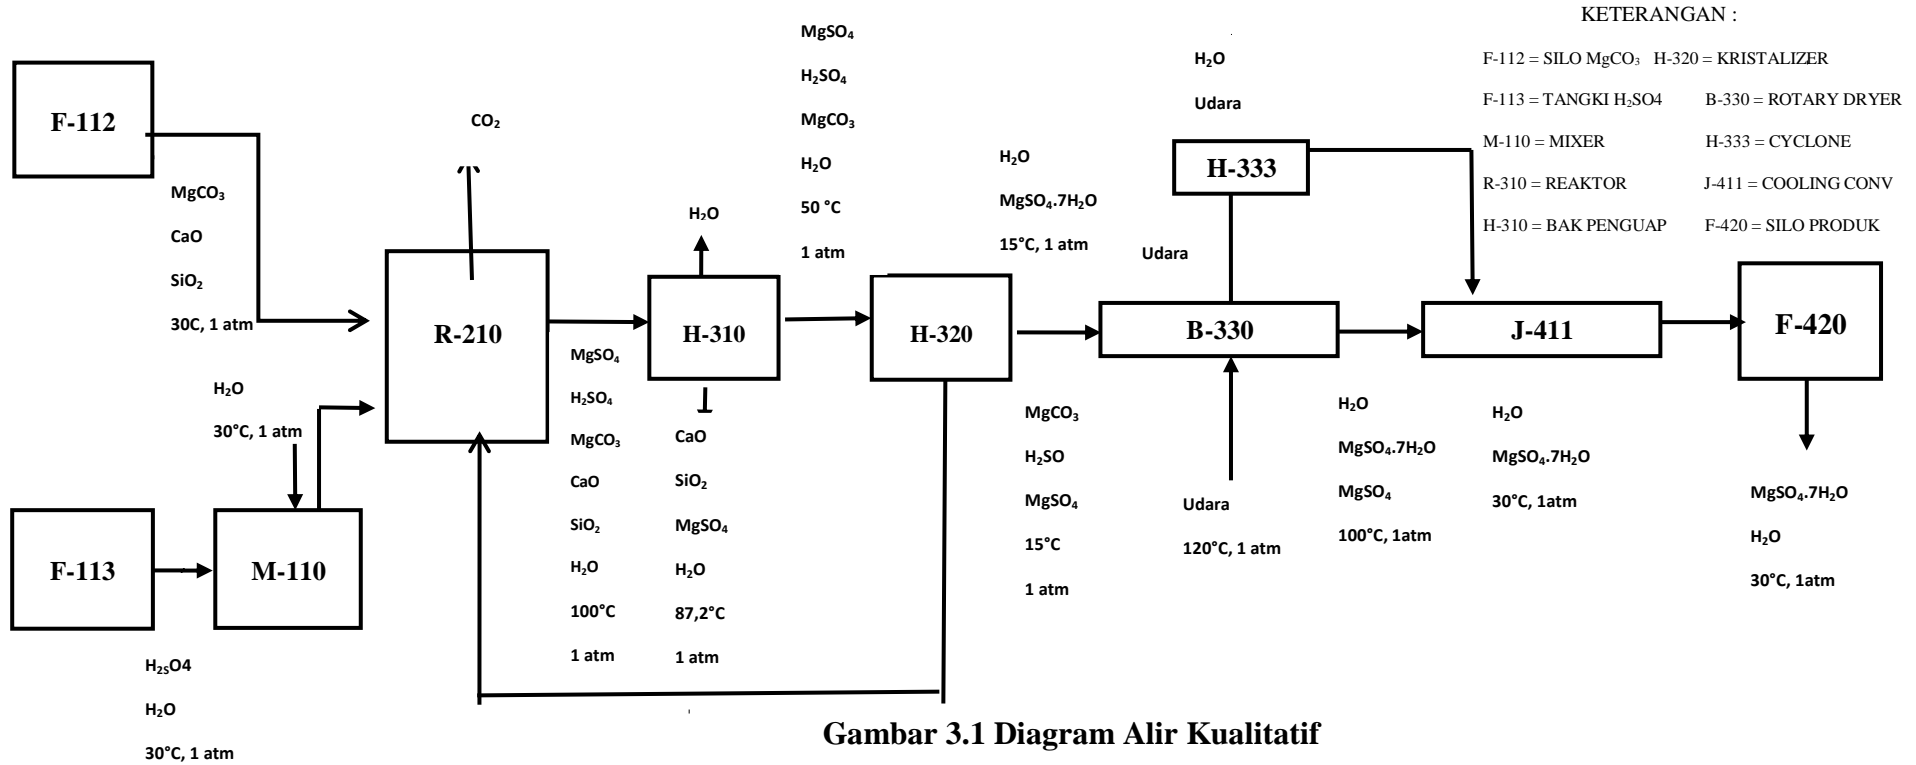 KETERANGAN :
F-112 = SILO MgCO₃ H-320 = KRISTALIZER
F-113 = TANGKI H₂SO4 B-330 = ROTARY DRYER
M-110 = MIXER H-333 = CYCLONE
R-310 = REAKTOR J-411 = COOLING CONV
H-310 = BAK PENGUAP F-420 = SILO PRODUK
F-112
MgCO₃
CaO
SiO₂
30C, 1 atm
H₂O
30°C, 1 atm
F-113
M-110
H₂SO4
H₂O
30°C, 1 atm
CO₂
R-210
MgSO₄
H₂SO₄
MgCO₃
CaO
SiO₂
H₂O
100°C
1 atm
H₂O
H-310
CaO
SiO₂
MgSO₄
H₂O
87,2°C
1 atm
MgSO₄
H₂SO₄
MgCO₃
H₂O
50 °C
1 atm
H-320
H₂O
MgSO₄.7H₂O
15°C, 1 atm
MgCO₃
H₂SO
MgSO₄
15°C
1 atm
H₂O
Udara
H-333
Udara
B-330
Udara
120°C, 1 atm
H₂O
MgSO₄.7H₂O
MgSO₄
100°C, 1atm
J-411
H₂O
MgSO₄.7H₂O
30°C, 1atm
F-420
MgSO₄.7H₂O
H₂O
30°C, 1atm
Gambar 3.1 Diagram Alir Kualitatif